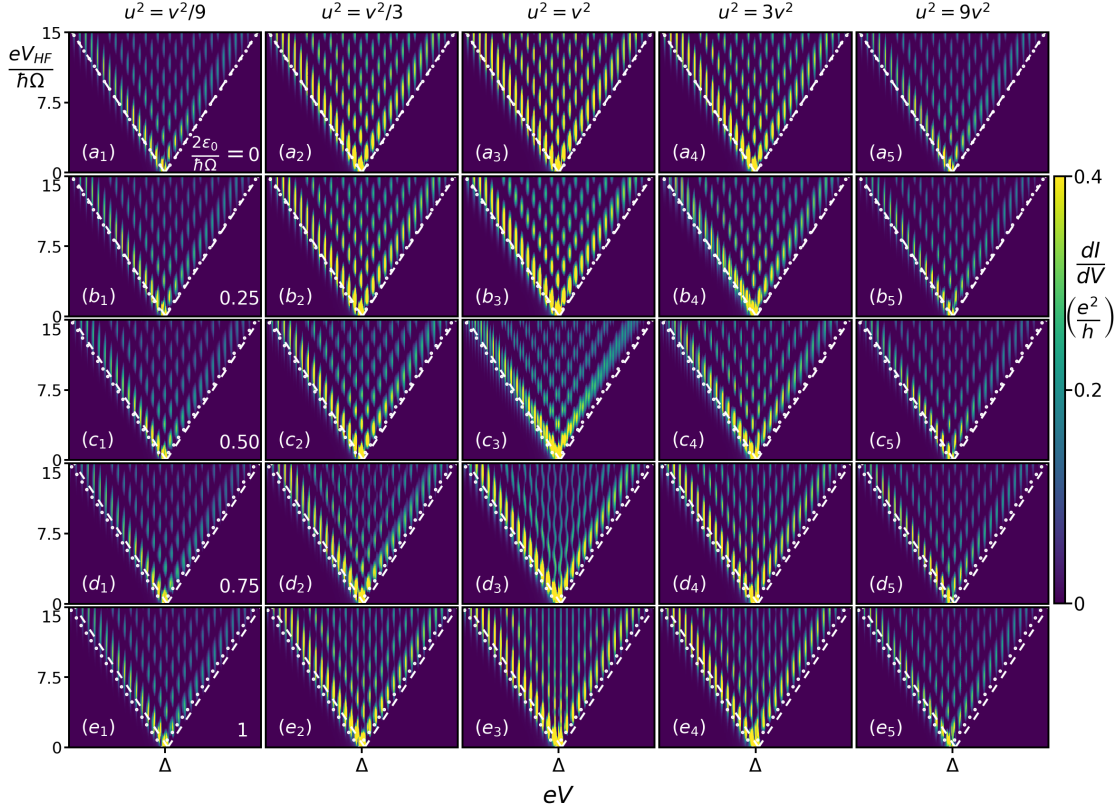 u² = v²/9 u² = v²/3 u² = v² u² = 3v² u² = 9v²
15
eV_HF/ħΩ
7.5
(a₁) 2ε₀/ħΩ = 0 (a₂) (a₃) (a₄) (a₅)
0
15
7.5
(b₁) 0.25 (b₂) (b₃) (b₄) (b₅)
0
15
7.5
(c₁) 0.50 (c₂) (c₃) (c₄) (c₅)
0
15
7.5
(d₁) 0.75 (d₂) (d₃) (d₄) (d₅)
0
15
7.5
(e₁) 1 (e₂) (e₃) (e₄) (e₅)
0
Δ Δ Δ Δ Δ
eV
0.4
dI/dV
(e²/h)
0.2
0